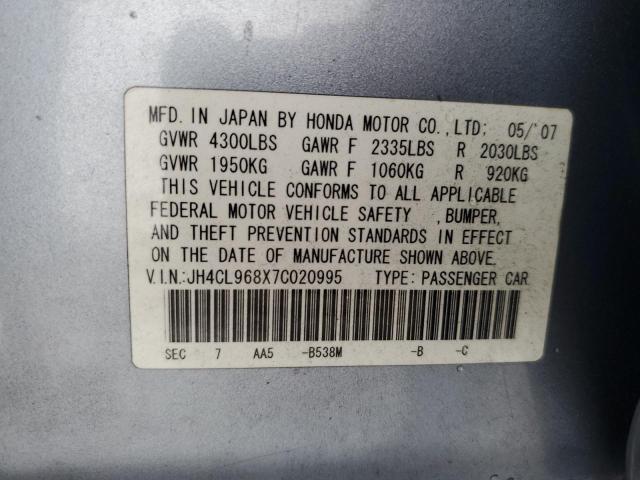 MFD. IN JAPAN BY HONDA MOTOR CO., LTD; 05/'07
GVWR 4300LBS GAWR F 2335LBS R 2030LBS
GVWR 1950KG GAWR F 1060KG R 920KG
THIS VEHICLE CONFORMS TO ALL APPLICABLE
FEDERAL MOTOR VEHICLE SAFETY , BUMPER,
AND THEFT PREVENTION STANDARDS IN EFFECT
ON THE DATE OF MANUFACTURE SHOWN ABOVE.
V.I.N.:JH4CL968X7C020995 TYPE: PASSENGER CAR
SEC 7 AA5 -B538M -B -C